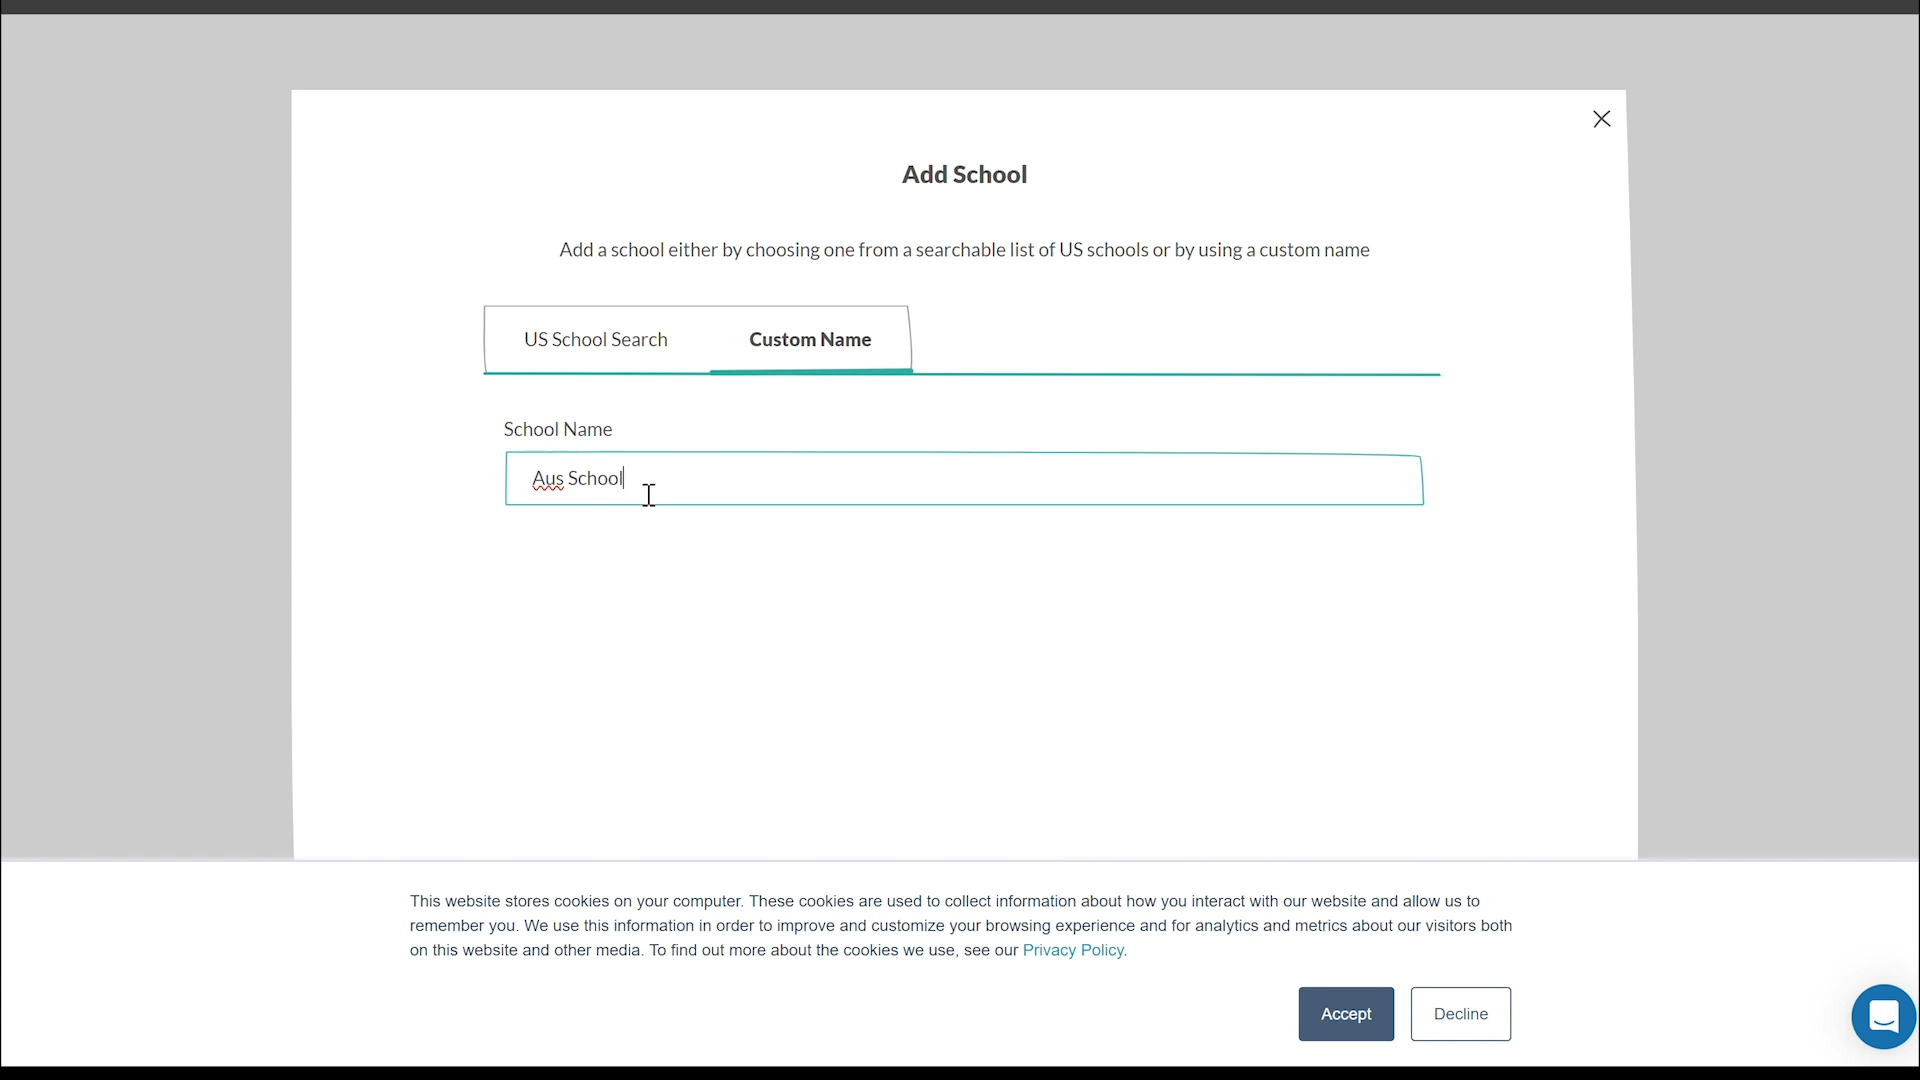 Add School
Add a school either by choosing one from a searchable list of US schools or by using a custom name
US School Search
Custom Name
School Name
Aus School
This website stores cookies on your computer. These cookies are used to collect information about how you interact with our website and allow us to
remember you. We use this information in order to improve and customize your browsing experience and for analytics and metrics about our visitors both
on this website and other media. To find out more about the cookies we use, see our Privacy Policy.
Accept
Decline